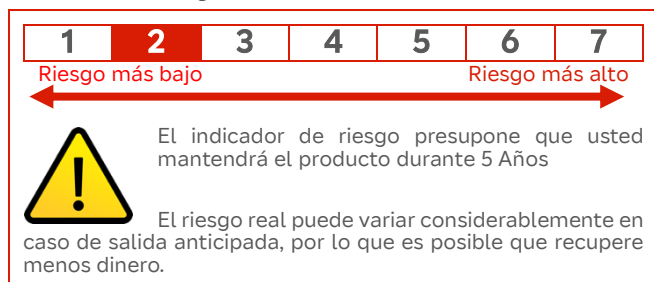 1 2 3 4 5 6 7
Riesgo más bajo Riesgo más alto
El indicador de riesgo presupone que usted
mantendrá el producto durante 5 Años
El riesgo real puede variar considerablemente en
caso de salida anticipada, por lo que es posible que recupere
menos dinero.